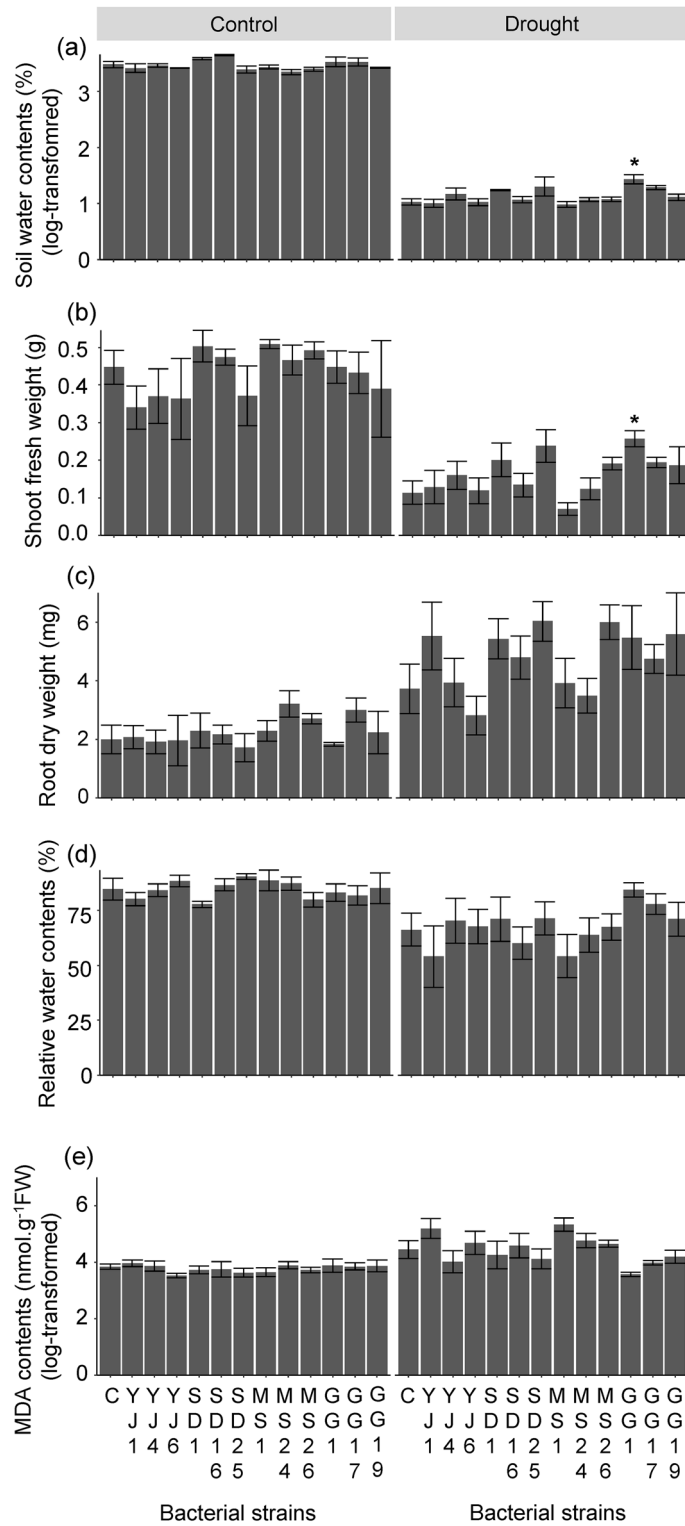 Control Drought
(a)
Soil water contents (%)
(log-transfomred)
3
2
1
0
*
(b)
Shoot fresh weight (g)
0.5
0.4
0.3
0.2
0.1
0.0
*
(c)
Root dry weight (mg)
6
4
2
0
(d)
Relative water contents (%)
75
50
25
0
(e)
MDA contents (nmol.g⁻¹FW)
(log-transformed)
6
4
2
0
C YJ1 YJ4 YJ6 SD1 SD16 SD25 MS1 MS24 MS26 GG1 GG17 GG19 C YJ1 YJ4 YJ6 SD1 SD16 SD25 MS1 MS24 MS26 GG1 GG17 GG19
Bacterial strains Bacterial strains